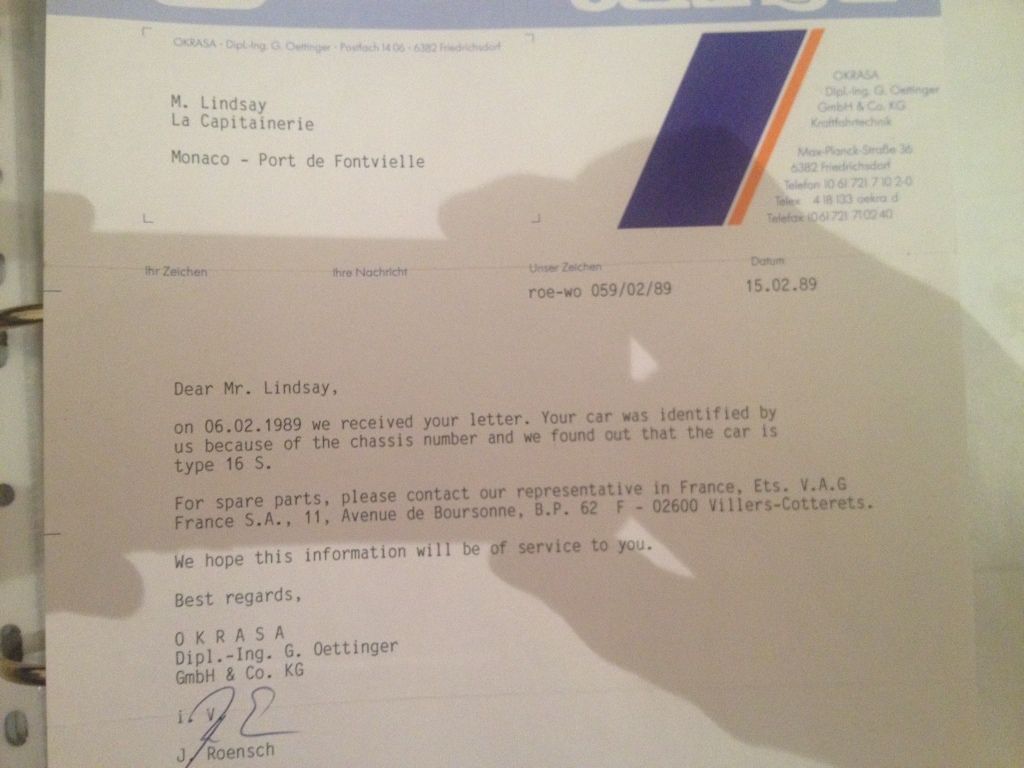 OKRASA - Dipl.-Ing. G. Oettinger - Postfach 14 06 - 6382 Friedrichsdorf
M. Lindsay
La Capitainerie
Monaco - Port de Fontvielle
OKRASA
Dipl.-Ing. G. Oettinger
GmbH & Co. KG
Kraftfahrtechnik
Max-Planck-Straße 36
6382 Friedrichsdorf
Telefon (0 61 72) 7 10 2-0
Telex 4 18 133 oekra d
Telefax (0 61 72) 7 10 2 40
Ihr Zeichen Ihre Nachricht Unser Zeichen Datum
roe-wo 059/02/89 15.02.89
Dear Mr. Lindsay,
on 06.02.1989 we received your letter. Your car was identified by
us because of the chassis number and we found out that the car is
type 16 S.
For spare parts, please contact our representative in France, Ets. V.A.G
France S.A., 11, Avenue de Boursonne, B.P. 62 F - 02600 Villers-Cotterets.
We hope this information will be of service to you.
Best regards,
O K R A S A
Dipl.-Ing. G. Oettinger
GmbH & Co. KG
i. V.
J. Roensch